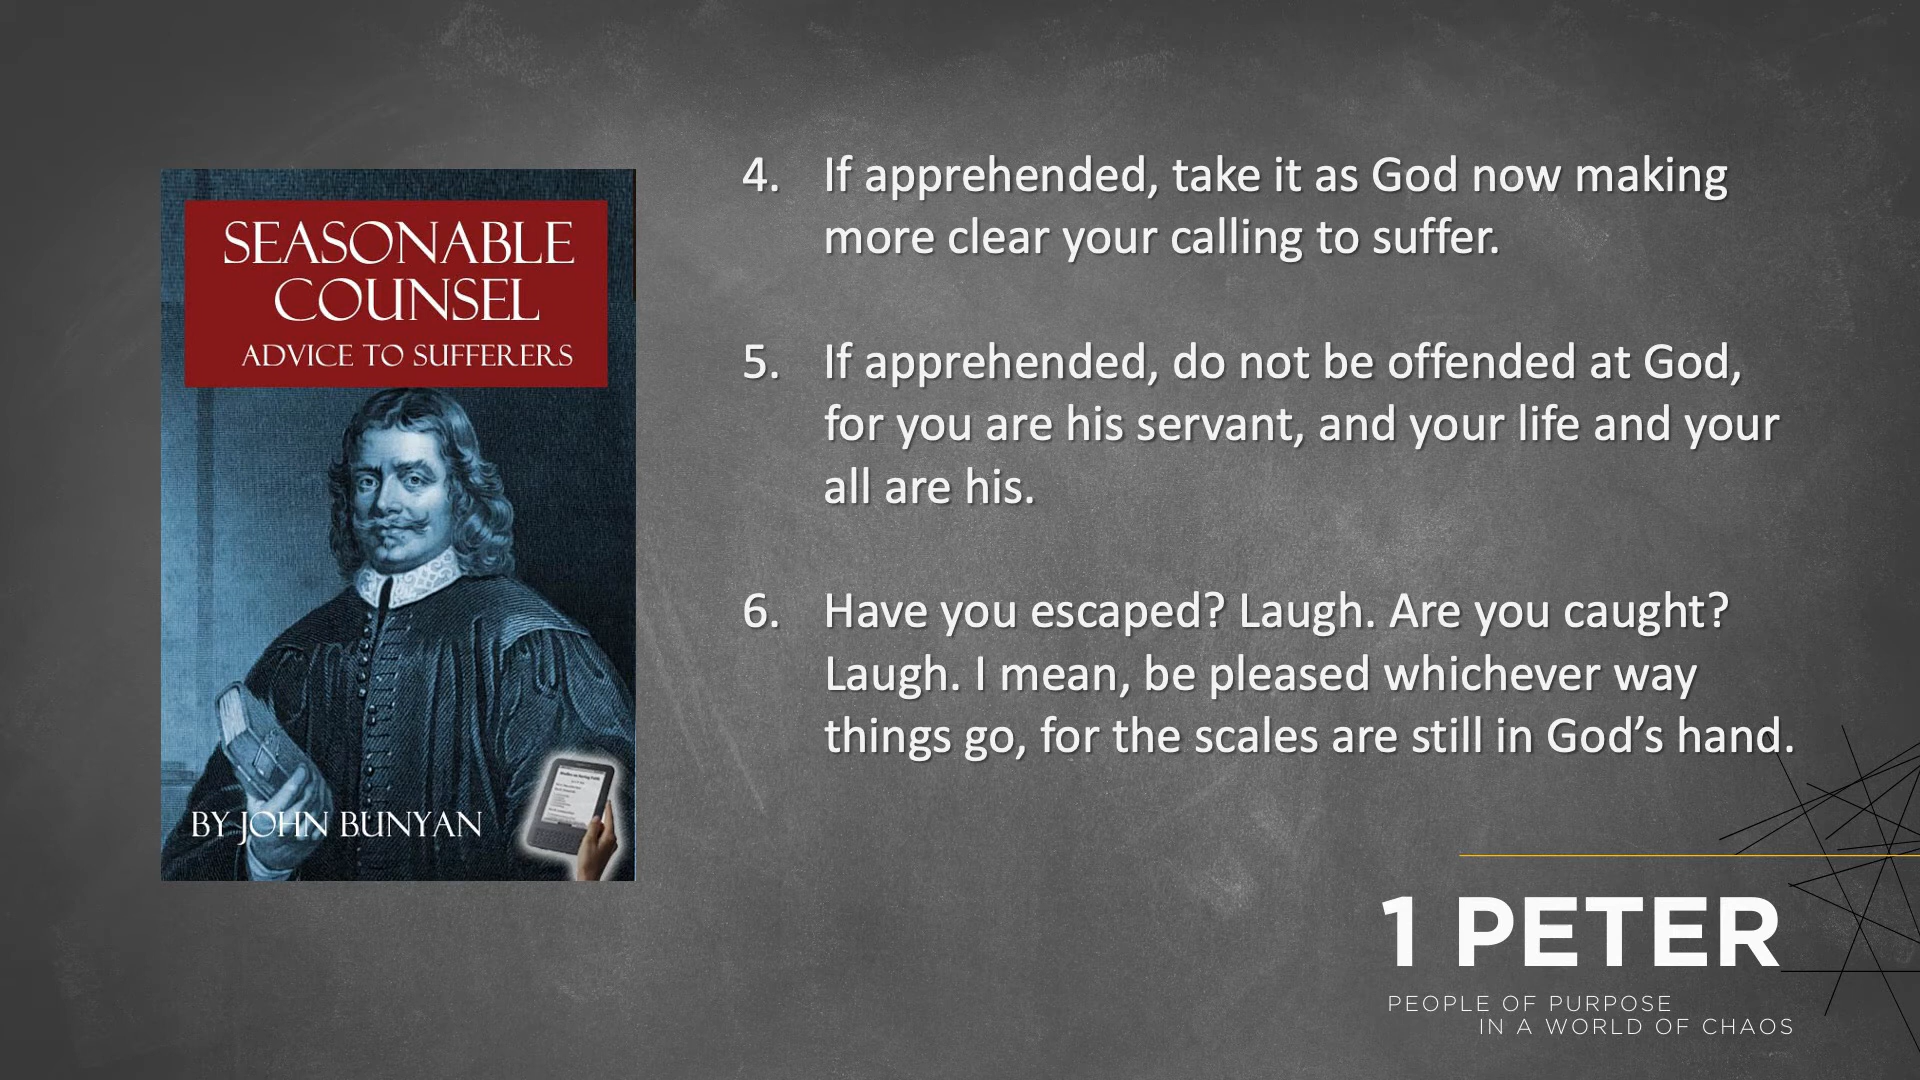 SEASONABLE
COUNSEL
ADVICE TO SUFFERERS
BY JOHN BUNYAN
4. If apprehended, take it as God now making
more clear your calling to suffer.
5. If apprehended, do not be offended at God,
for you are his servant, and your life and your
all are his.
6. Have you escaped? Laugh. Are you caught?
Laugh. I mean, be pleased whichever way
things go, for the scales are still in God’s hand.
1 PETER
PEOPLE OF PURPOSE
IN A WORLD OF CHAOS